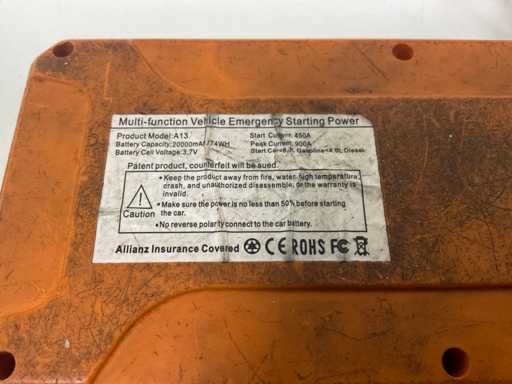 Multi-function Vehicle Emergency Starting Power
Product Model:A13
Start Current: 450A
Battery Capacity:20000mAh/74WH
Peak Current: 900A
Battery Cell Voltage:3.7V
Patent product, counterfeit will be sued.
• Keep the product away from fire, water, high temperature,
crash, and unauthorized disassemble, or the warranty is
invalid.
• Make sure the power is no less than 50% before starting
the car.
• No reverse polarity connect to the car battery.
Caution
Allianz Insurance Covered CE ROHS FC